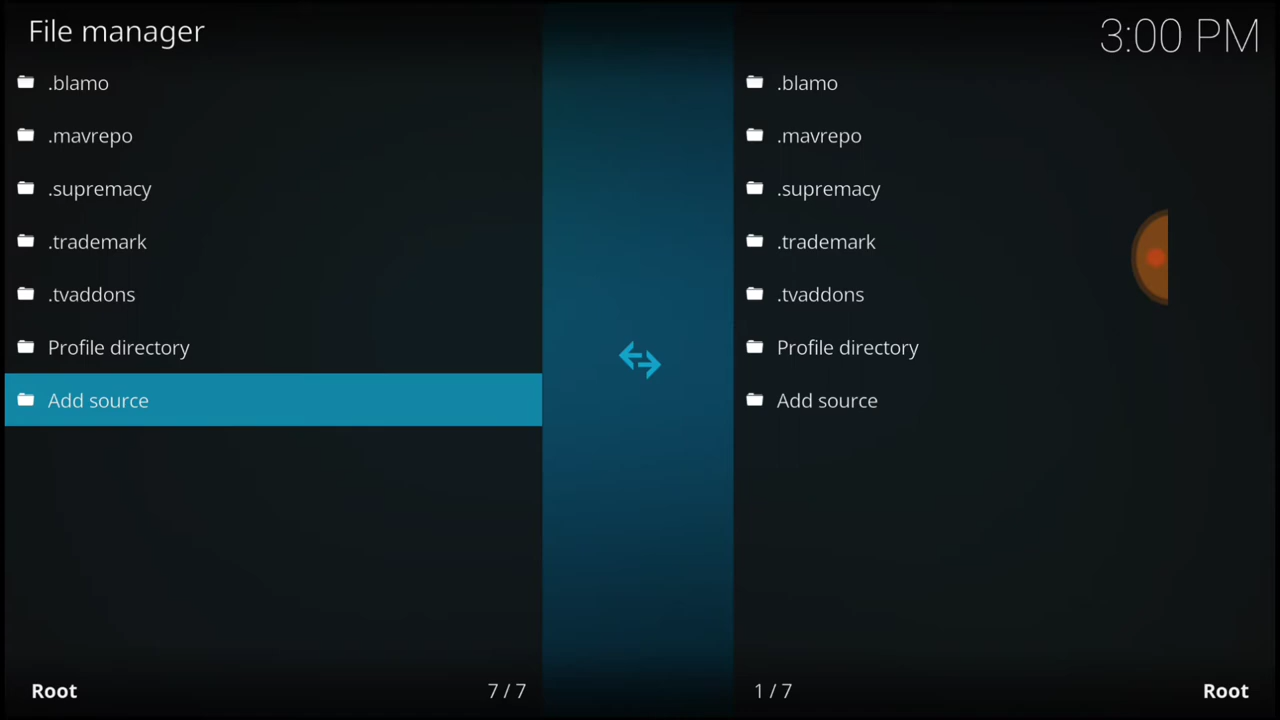 File manager
3:00 PM
.blamo
.mavrepo
.supremacy
.trademark
.tvaddons
Profile directory
Add source
.blamo
.mavrepo
.supremacy
.trademark
.tvaddons
Profile directory
Add source
Root
7 / 7
1 / 7
Root